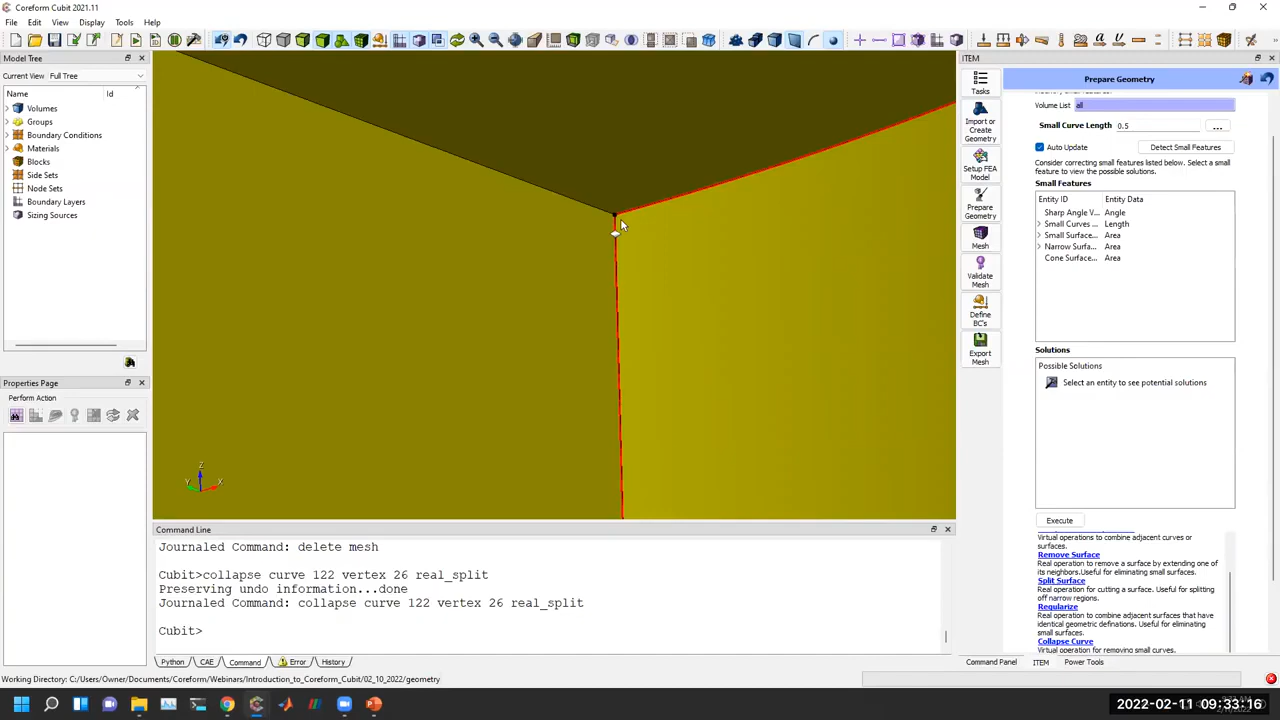 Coreform Cubit 2021.11
File Edit View Display Tools Help
Model Tree
Current View Full Tree
Name Id
Volumes
Groups
Boundary Conditions
Materials
Blocks
Side Sets
Node Sets
Boundary Layers
Sizing Sources
Properties Page
Perform Action
Z
Y X
Command Line
Journaled Command: delete mesh
Cubit>collapse curve 122 vertex 26 real_split
Preserving undo information...done
Journaled Command: collapse curve 122 vertex 26 real_split
Cubit>
Python CAE Command Error History
Working Directory: C:/Users/Owner/Documents/Coreform/Webinars/Introduction_to_Coreform_Cubit/02_10_2022/geometry
ITEM
Tasks
Import or Create Geometry
Setup FEA Model
Prepare Geometry
Mesh
Validate Mesh
Define BC's
Export Mesh
Prepare Geometry
Volume List all
Small Curve Length 0.5 ...
Auto Update Detect Small Features
Consider correcting small features listed below. Select a small
feature to view the possible solutions.
Small Features
Entity ID Entity Data
Sharp Angle V... Angle
Small Curves ... Length
Small Surface... Area
Narrow Surfa... Area
Cone Surface... Area
Solutions
Possible Solutions
Select an entity to see potential solutions
Execute
Virtual operations to combine adjacent curves or
surfaces.
Remove Surface
Real operation to remove a surface by extending one of
its neighbors.Useful for eliminating small surfaces.
Split Surface
Real operation for cutting a surface. Useful for splitting
off narrow regions.
Regularize
Real operation to combine adjacent surfaces that have
identical geometric definitions. Useful for eliminating
small surfaces.
Collapse Curve
Virtual operation for removing small curves.
Command Panel ITEM Power Tools
2022-02-11 09:33:16